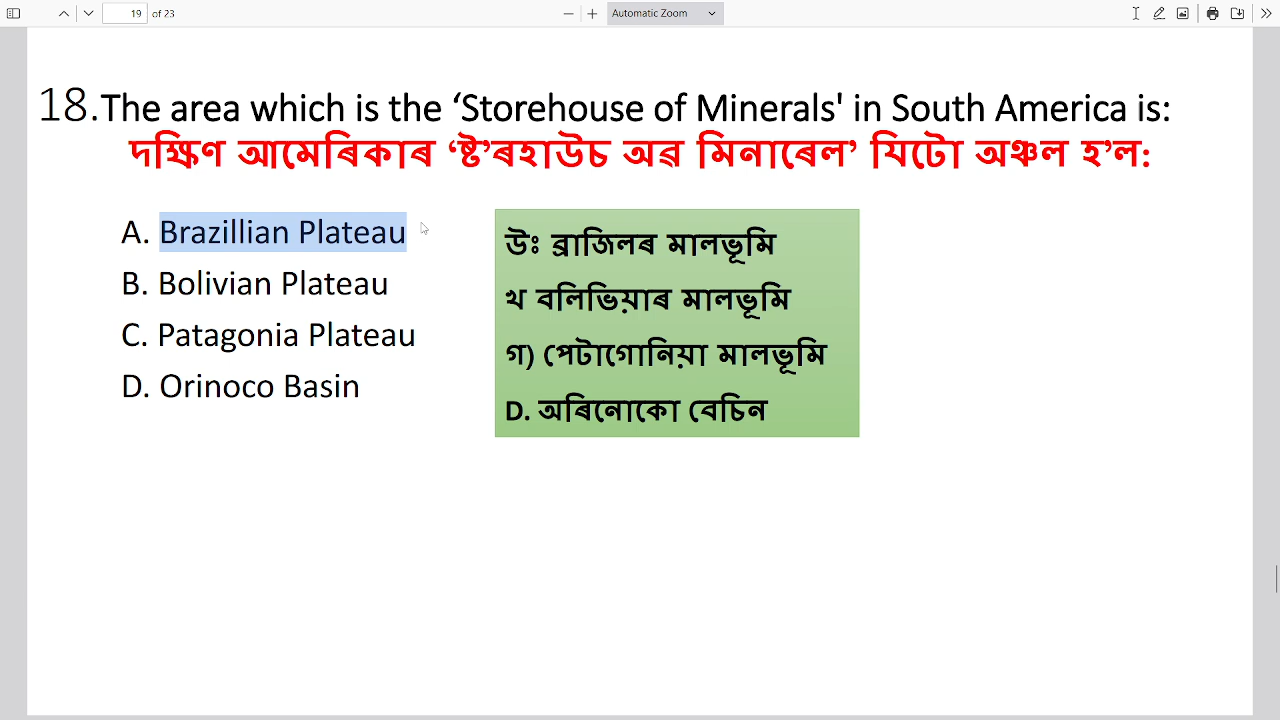 19 of 23
Automatic Zoom
18.The area which is the ‘Storehouse of Minerals' in South America is:
দক্ষিণ আমেৰিকাৰ ‘ষ্ট’ৰহাউচ অৱ মিনাৰেল’ যিটো অঞ্চল হ’ল:
A. Brazillian Plateau
B. Bolivian Plateau
C. Patagonia Plateau
D. Orinoco Basin
উঃ ব্ৰাজিলৰ মালভূমি
খ বলিভিয়াৰ মালভূমি
গ) পেটাগোনিয়া মালভূমি
D. অৰিনোকো বেচিন